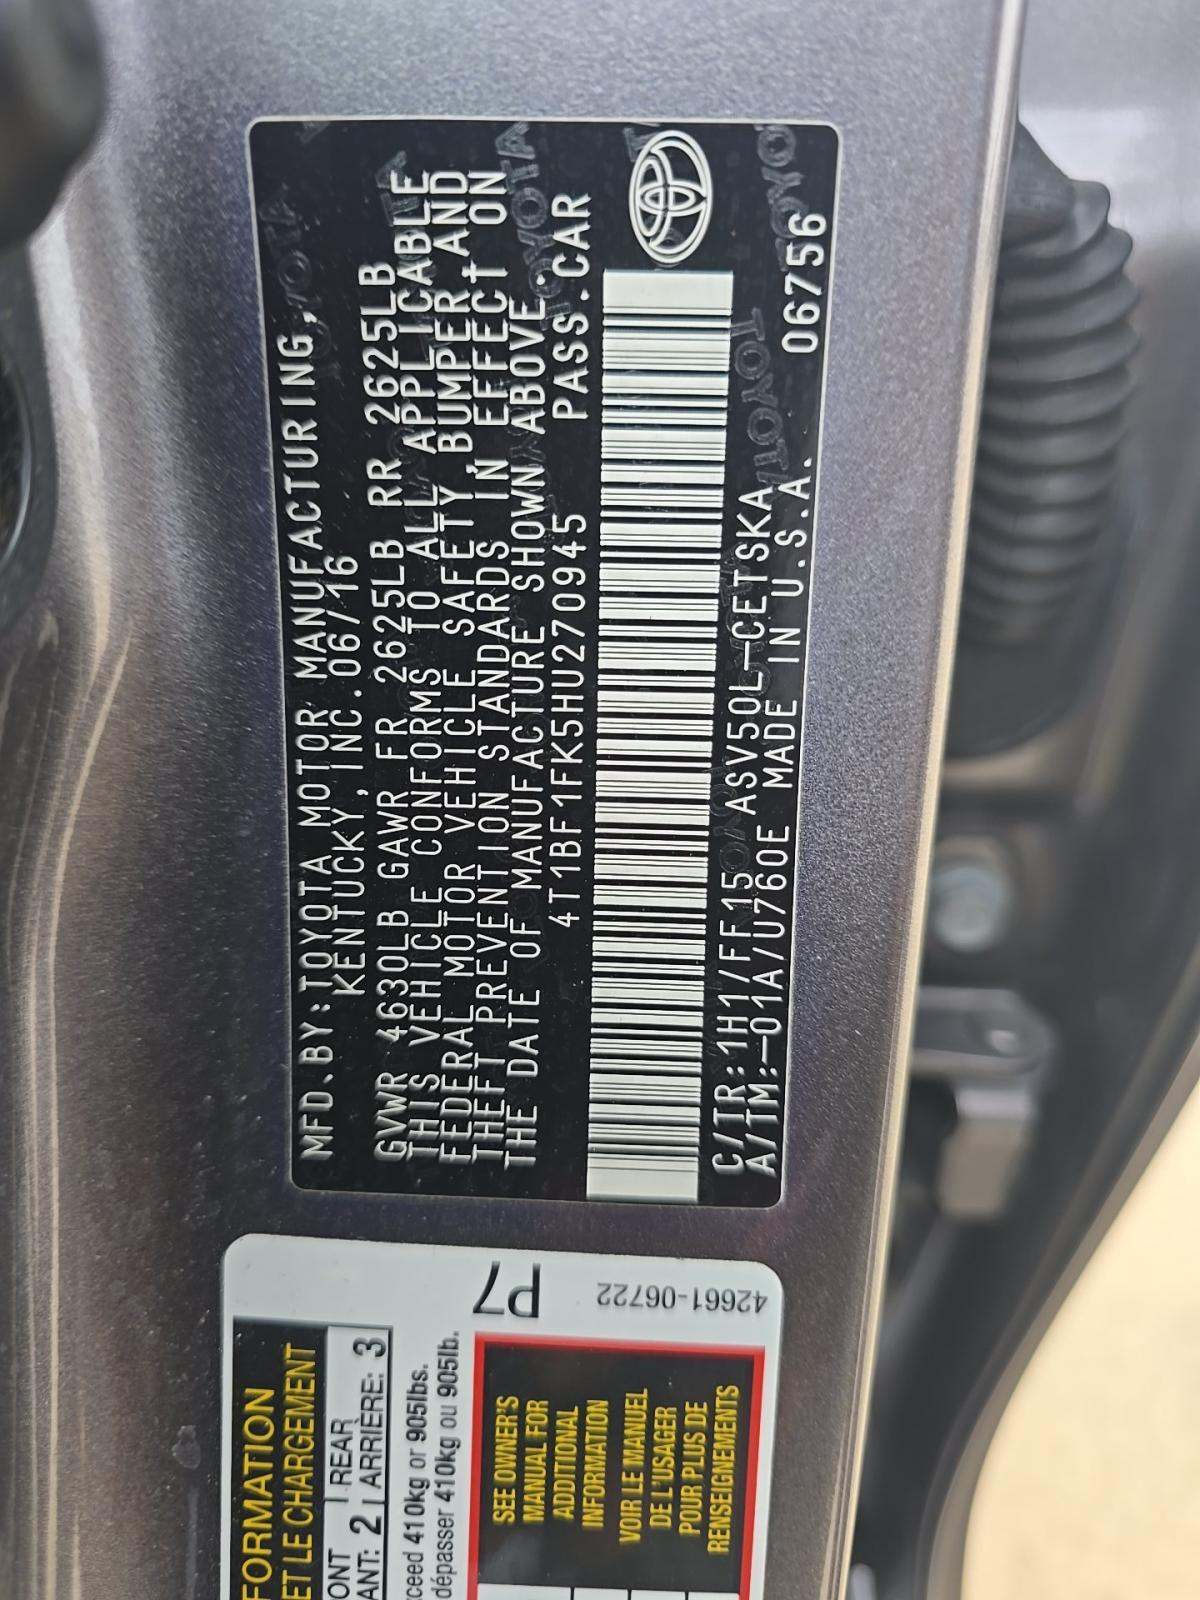 MFD.BY:TOYOTA MOTOR MANUFACTURING,
KENTUCKY,INC.06/16
GVWR 4630LB GAWR FR 2625LB RR 2625LB
THIS VEHICLE CONFORMS TO ALL APPLICABLE
FEDERAL MOTOR VEHICLE SAFETY,BUMPER AND
THEFT PREVENTION STANDARDS IN EFFECT ON
THE DATE OF MANUFACTURE SHOWN ABOVE.
4T1BF1FK5HU270945 PASS.CAR
C/TR:1H1/FF15 ASV50L-CETSKA
A/TM:-01A/U760E MADE IN U.S.A. 06756
P7
42661-06722
FORMATION
ET LE CHARGEMENT
ONT REAR
ANT: 2 ARRIÈRE: 3
xceed 410kg or 905lbs.
dépasser 410kg ou 905lb.
SEE OWNER'S
MANUAL FOR
ADDITIONAL
INFORMATION
VOIR LE MANUEL
DE L'USAGER
POUR PLUS DE
RENSEIGNEMENTS